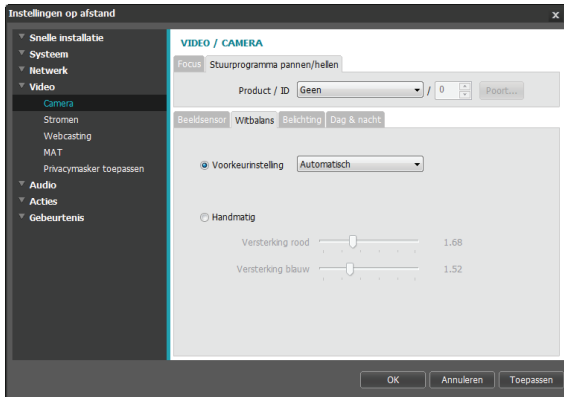 Instellingen op afstand x
Snelle installatie
Systeem
Netwerk
Video
Camera
Stromen
Webcasting
MAT
Privacymasker toepassen
Audio
Acties
Gebeurtenis
VIDEO / CAMERA
Focus Stuurprogramma pannen/hellen
Product / ID Geen / 0 Poort...
Beeldsensor Witbalans Belichting Dag & nacht
Voorkeurinstelling Automatisch
Handmatig
Versterking rood 1.68
Versterking blauw 1.52
OK Annuleren Toepassen